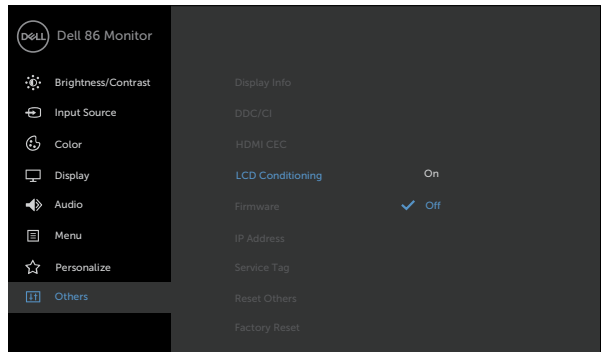 DELL Dell 86 Monitor
Brightness/Contrast
Input Source
Color
Display
Audio
Menu
Personalize
Others
Display Info
DDC/CI
HDMI CEC
LCD Conditioning On
Firmware Off
IP Address
Service Tag
Reset Others
Factory Reset